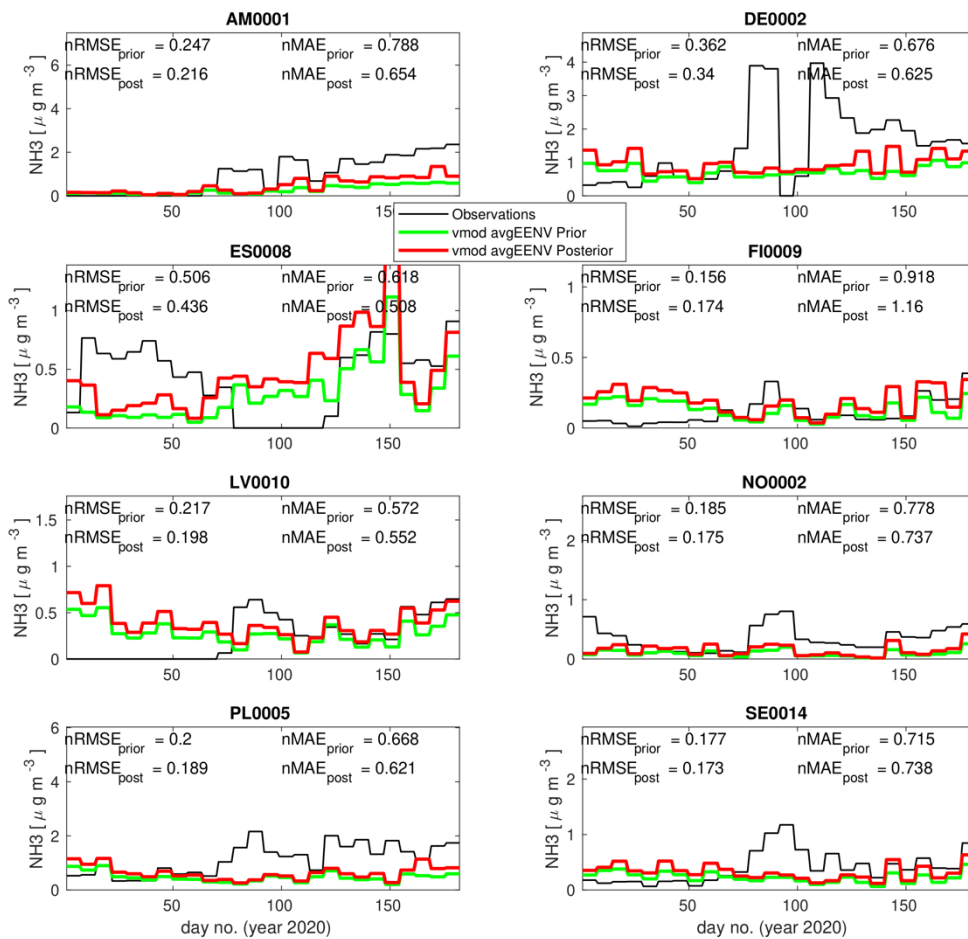 AM0001
nRMSE_prior = 0.247 nMAE_prior = 0.788
nRMSE_post = 0.216 nMAE_post = 0.654
NH3 [ μ g m -3 ]
6
4
2
0
50 100 150
DE0002
nRMSE_prior = 0.362 nMAE_prior = 0.676
nRMSE_post = 0.34 nMAE_post = 0.625
NH3 [ μ g m -3 ]
4
3
2
1
0
50 100 150
Observations
vmod avgEENV Prior
vmod avgEENV Posterior
ES0008
nRMSE_prior = 0.506 nMAE_prior = 0.618
nRMSE_post = 0.436 nMAE_post = 0.508
NH3 [ μ g m -3 ]
1
0.5
0
50 100 150
FI0009
nRMSE_prior = 0.156 nMAE_prior = 0.918
nRMSE_post = 0.174 nMAE_post = 1.16
NH3 [ μ g m -3 ]
1
0.5
0
50 100 150
LV0010
nRMSE_prior = 0.217 nMAE_prior = 0.572
nRMSE_post = 0.198 nMAE_post = 0.552
NH3 [ μ g m -3 ]
1.5
1
0.5
0
50 100 150
NO0002
nRMSE_prior = 0.185 nMAE_prior = 0.778
nRMSE_post = 0.175 nMAE_post = 0.737
NH3 [ μ g m -3 ]
2
1
0
50 100 150
PL0005
nRMSE_prior = 0.2 nMAE_prior = 0.668
nRMSE_post = 0.189 nMAE_post = 0.621
NH3 [ μ g m -3 ]
6
4
2
0
50 100 150
day no. (year 2020)
SE0014
nRMSE_prior = 0.177 nMAE_prior = 0.715
nRMSE_post = 0.173 nMAE_post = 0.738
NH3 [ μ g m -3 ]
2
1
0
50 100 150
day no. (year 2020)